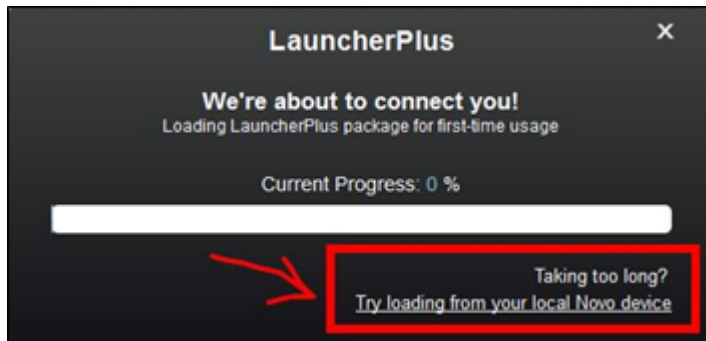 LauncherPlus
×
We're about to connect you!
Loading LauncherPlus package for first-time usage
Current Progress: 0 %
Taking too long?
Try loading from your local Novo device